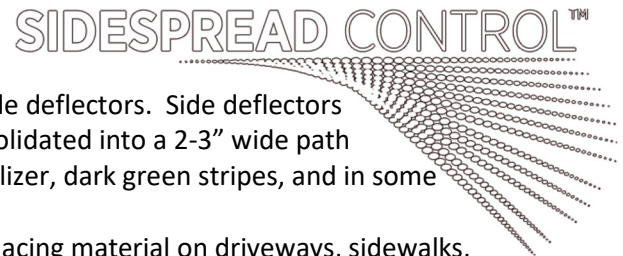 SIDESPREAD CONTROL™
de deflectors. Side deflectors
olidated into a 2-3” wide path
lizer, dark green stripes, and in some
lacing material on driveways, sidewalks,